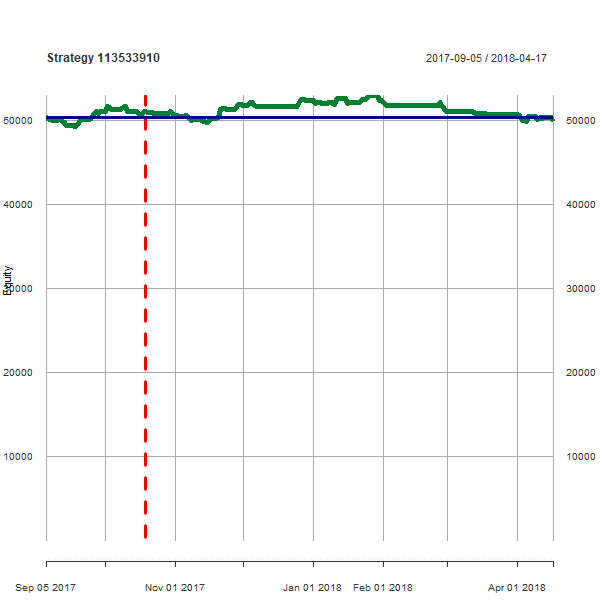 Strategy 113533910
2017-09-05 / 2018-04-17
50000 50000
40000 40000
Equity
30000 30000
20000 20000
10000 10000
Sep 05 2017 Nov 01 2017 Jan 01 2018 Feb 01 2018 Apr 01 2018